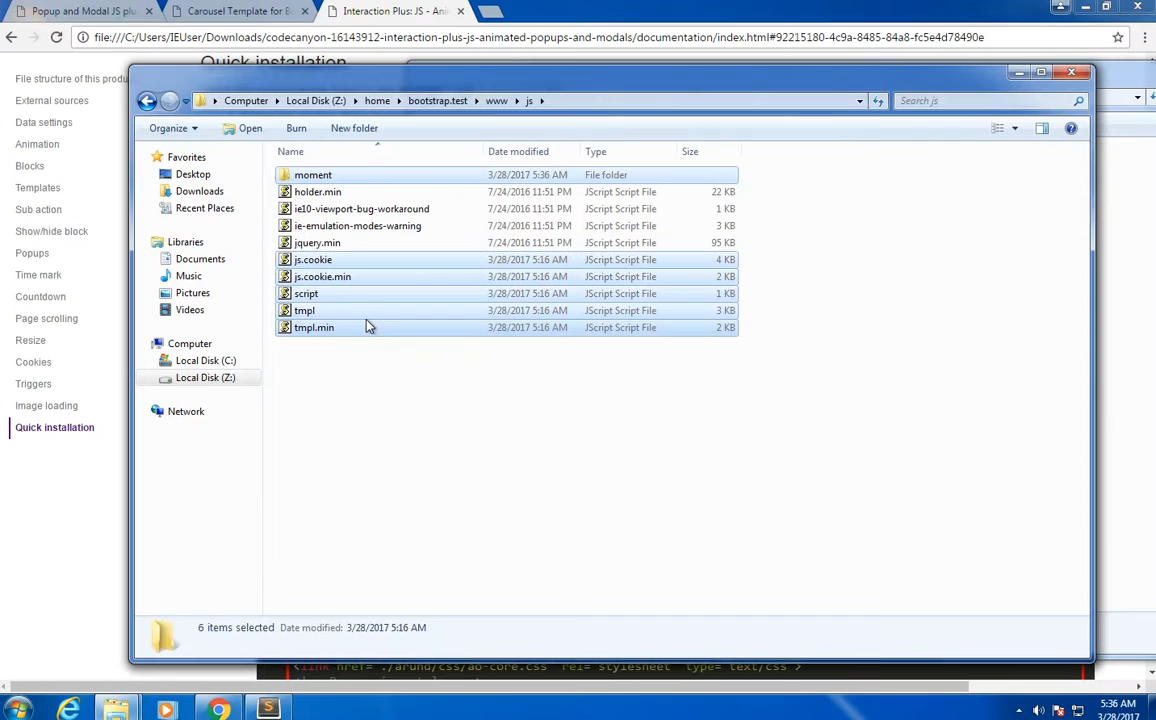 Popup and Modal JS plu
Carousel Template for Bo
Interaction Plus: JS - Ani
file:///C:/Users/IEUser/Downloads/codecanyon-16143912-interaction-plus-js-animated-popups-and-modals/documentation/index.html#92215180-4c9a-8485-84a8-fc5e4d78490e
Quick installation
File structure of this produ
External sources
Data settings
Animation
Blocks
Templates
Sub action
Show/hide block
Popups
Time mark
Countdown
Page scrolling
Resize
Cookies
Triggers
Image loading
Quick installation
Computer
Local Disk (Z:)
home
bootstrap.test
www
js
Search js
Organize
Open
Burn
New folder
Favorites
Desktop
Downloads
Recent Places
Libraries
Documents
Music
Pictures
Videos
Computer
Local Disk (C:)
Local Disk (Z:)
Network
Name Date modified Type Size
moment 3/28/2017 5:36 AM File folder
holder.min 7/24/2016 11:51 PM JScript Script File 22 KB
ie10-viewport-bug-workaround 7/24/2016 11:51 PM JScript Script File 1 KB
ie-emulation-modes-warning 7/24/2016 11:51 PM JScript Script File 3 KB
jquery.min 7/24/2016 11:51 PM JScript Script File 95 KB
js.cookie 3/28/2017 5:16 AM JScript Script File 4 KB
js.cookie.min 3/28/2017 5:16 AM JScript Script File 2 KB
script 3/28/2017 5:16 AM JScript Script File 1 KB
tmpl 3/28/2017 5:16 AM JScript Script File 3 KB
tmpl.min 3/28/2017 5:16 AM JScript Script File 2 KB
6 items selected Date modified: 3/28/2017 5:16 AM
<link href="./arund/css/ao-core.css" rel="stylesheet" type="text/css">
5:36 AM
3/28/2017